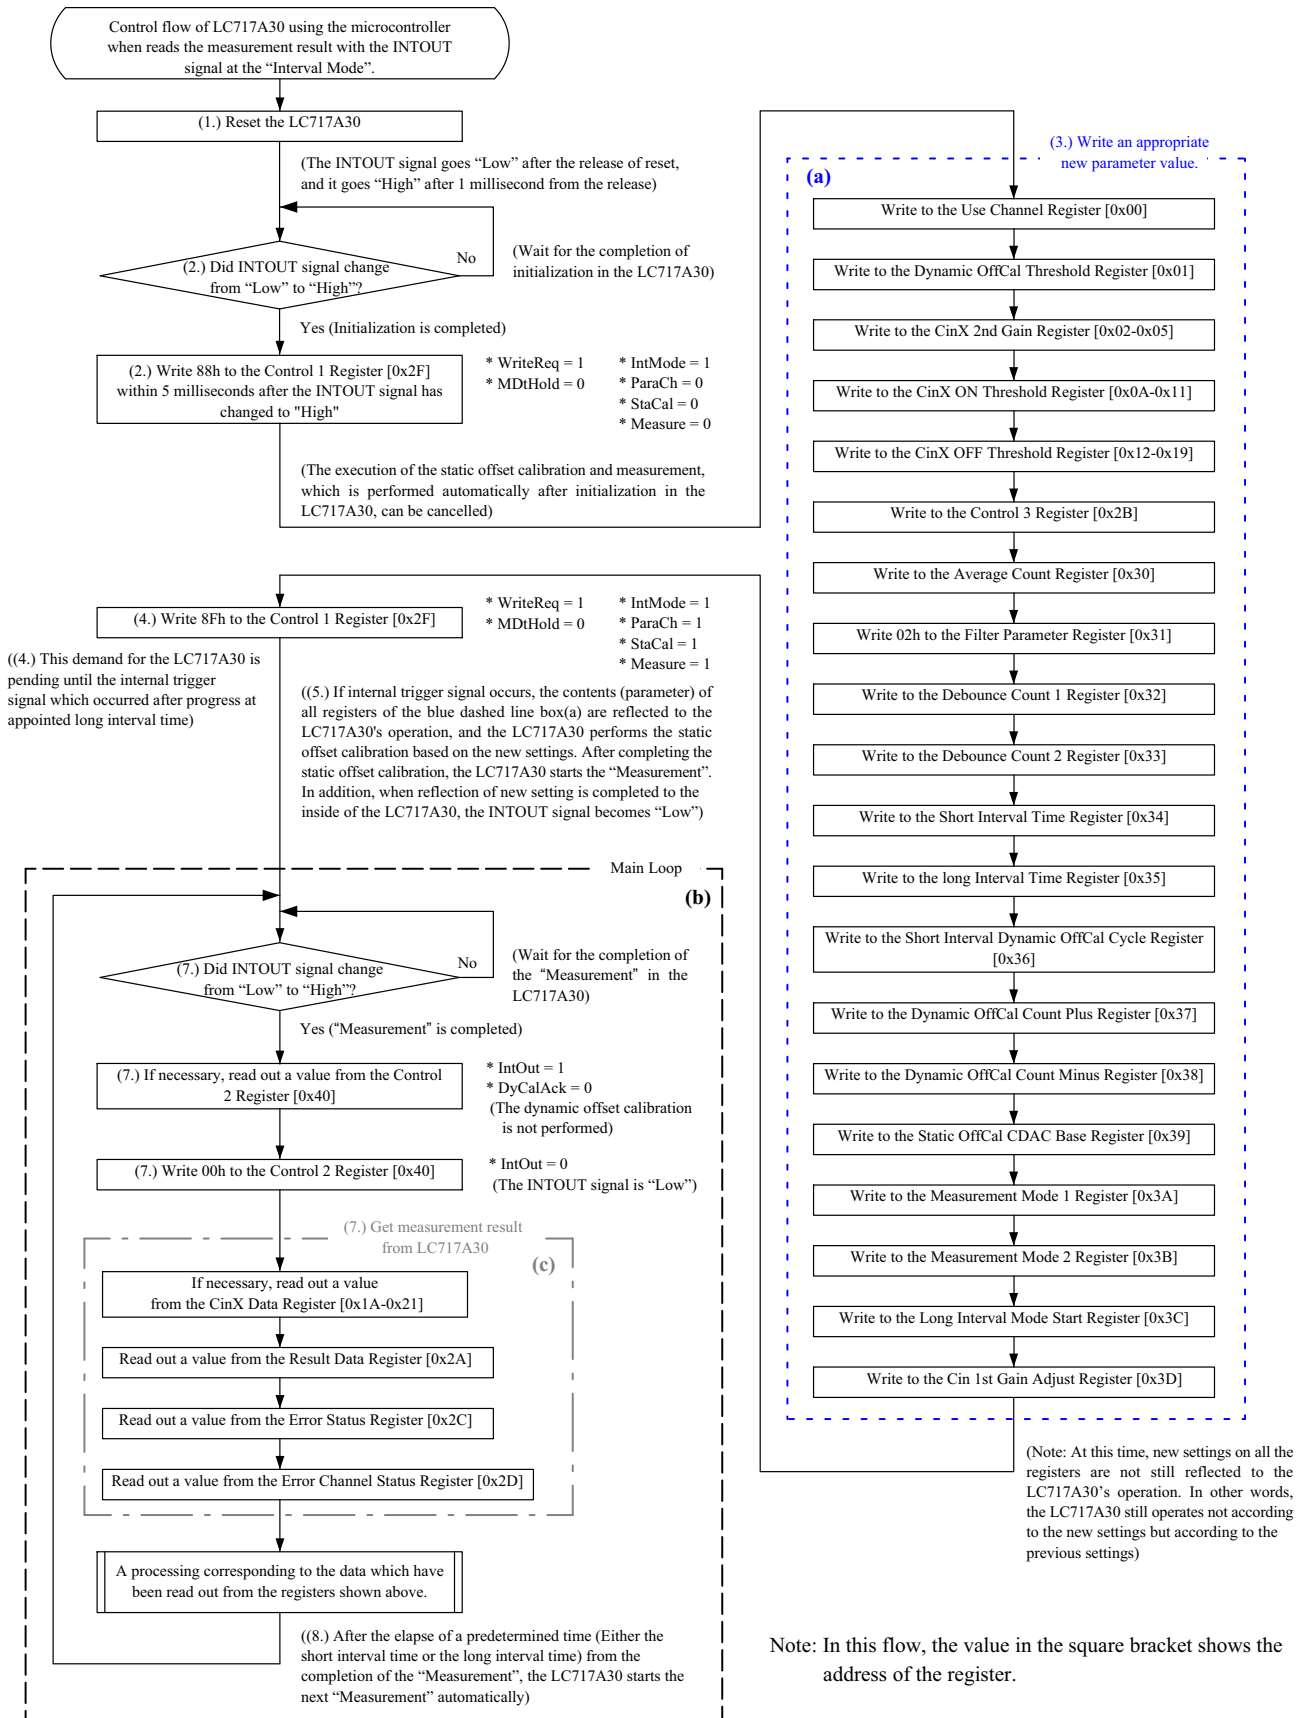 Control flow of LC717A30 using the microcontroller
when reads the measurement result with the INTOUT
signal at the “Interval Mode”.
(1.) Reset the LC717A30
(The INTOUT signal goes “Low” after the release of reset,
and it goes “High” after 1 millisecond from the release)
(2.) Did INTOUT signal change
from “Low” to “High”?
No
(Wait for the completion of
initialization in the LC717A30)
Yes (Initialization is completed)
(2.) Write 88h to the Control 1 Register [0x2F]
within 5 milliseconds after the INTOUT signal has
changed to "High"
* WriteReq = 1
* MDtHold = 0
* IntMode = 1
* ParaCh = 0
* StaCal = 0
* Measure = 0
(The execution of the static offset calibration and measurement,
which is performed automatically after initialization in the
LC717A30, can be cancelled)
(3.) Write an appropriate
new parameter value.
(a)
Write to the Use Channel Register [0x00]
Write to the Dynamic OffCal Threshold Register [0x01]
Write to the CinX 2nd Gain Register [0x02-0x05]
Write to the CinX ON Threshold Register [0x0A-0x11]
Write to the CinX OFF Threshold Register [0x12-0x19]
Write to the Control 3 Register [0x2B]
Write to the Average Count Register [0x30]
Write 02h to the Filter Parameter Register [0x31]
Write to the Debounce Count 1 Register [0x32]
Write to the Debounce Count 2 Register [0x33]
Write to the Short Interval Time Register [0x34]
Write to the long Interval Time Register [0x35]
Write to the Short Interval Dynamic OffCal Cycle Register
[0x36]
Write to the Dynamic OffCal Count Plus Register [0x37]
Write to the Dynamic OffCal Count Minus Register [0x38]
Write to the Static OffCal CDAC Base Register [0x39]
Write to the Measurement Mode 1 Register [0x3A]
Write to the Measurement Mode 2 Register [0x3B]
Write to the Long Interval Mode Start Register [0x3C]
Write to the Cin 1st Gain Adjust Register [0x3D]
(Note: At this time, new settings on all the
registers are not still reflected to the
LC717A30’s operation. In other words,
the LC717A30 still operates not according
to the new settings but according to the
previous settings)
(4.) Write 8Fh to the Control 1 Register [0x2F]
* WriteReq = 1
* MDtHold = 0
* IntMode = 1
* ParaCh = 1
* StaCal = 1
* Measure = 1
((4.) This demand for the LC717A30 is
pending until the internal trigger
signal which occurred after progress at
appointed long interval time)
((5.) If internal trigger signal occurs, the contents (parameter) of
all registers of the blue dashed line box(a) are reflected to the
LC717A30's operation, and the LC717A30 performs the static
offset calibration based on the new settings. After completing the
static offset calibration, the LC717A30 starts the “Measurement”.
In addition, when reflection of new setting is completed to the
inside of the LC717A30, the INTOUT signal becomes “Low”)
Main Loop
(b)
(7.) Did INTOUT signal change
from “Low” to “High”?
No
(Wait for the completion of
the “Measurement” in the
LC717A30)
Yes (“Measurement” is completed)
(7.) If necessary, read out a value from the Control
2 Register [0x40]
* IntOut = 1
* DyCalAck = 0
(The dynamic offset calibration
is not performed)
(7.) Write 00h to the Control 2 Register [0x40]
* IntOut = 0
(The INTOUT signal is “Low”)
(7.) Get measurement result
from LC717A30
(c)
If necessary, read out a value
from the CinX Data Register [0x1A-0x21]
Read out a value from the Result Data Register [0x2A]
Read out a value from the Error Status Register [0x2C]
Read out a value from the Error Channel Status Register [0x2D]
A processing corresponding to the data which have
been read out from the registers shown above.
((8.) After the elapse of a predetermined time (Either the
short interval time or the long interval time) from the
completion of the “Measurement”, the LC717A30 starts the
next “Measurement” automatically)
Note: In this flow, the value in the square bracket shows the
address of the register.